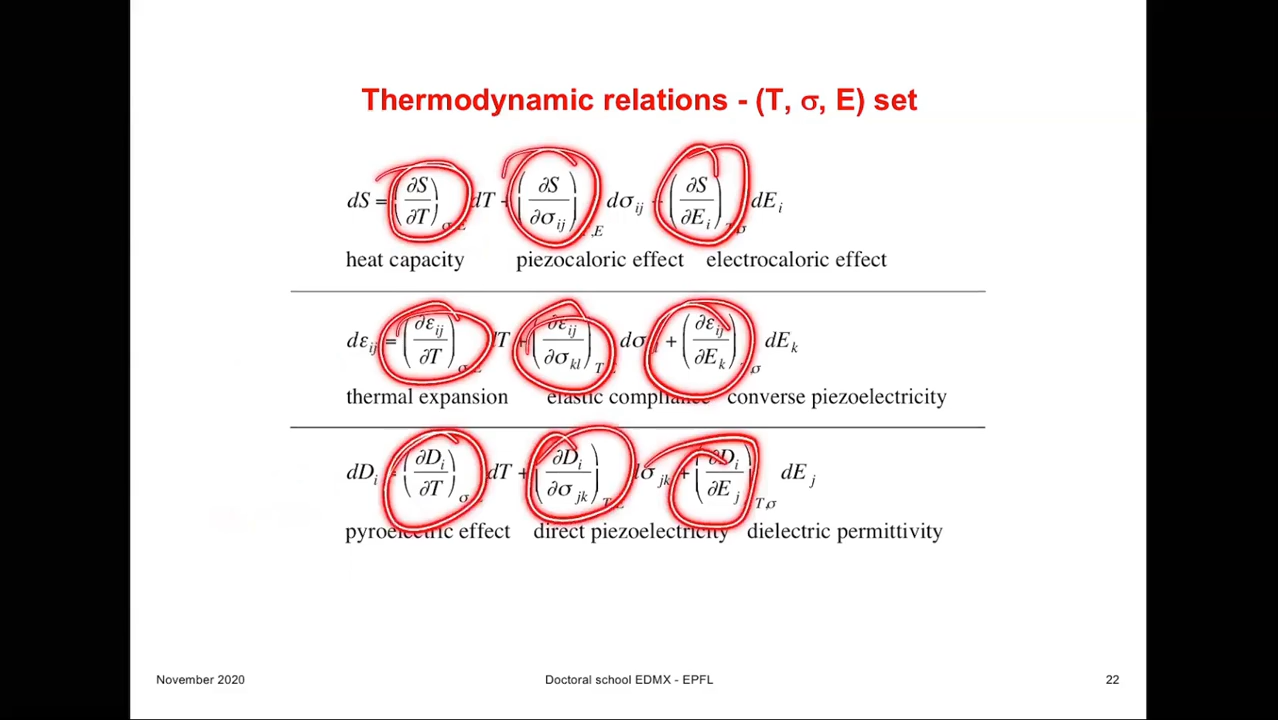 Thermodynamic relations - (T, σ, E) set
dS = (∂S/∂T)σ,E dT + (∂S/∂σij)T,E dσij + (∂S/∂Ei)T,σ dEi
heat capacity piezocaloric effect electrocaloric effect
dεij = (∂εij/∂T)σ,E dT + (∂εij/∂σkl)T,E dσkl + (∂εij/∂Ek)T,σ dEk
thermal expansion elastic compliance converse piezoelectricity
dDi = (∂Di/∂T)σ,E dT + (∂Di/∂σjk)T,E dσjk + (∂Di/∂Ej)T,σ dEj
pyroelectric effect direct piezoelectricity dielectric permittivity
November 2020 Doctoral school EDMX - EPFL 22